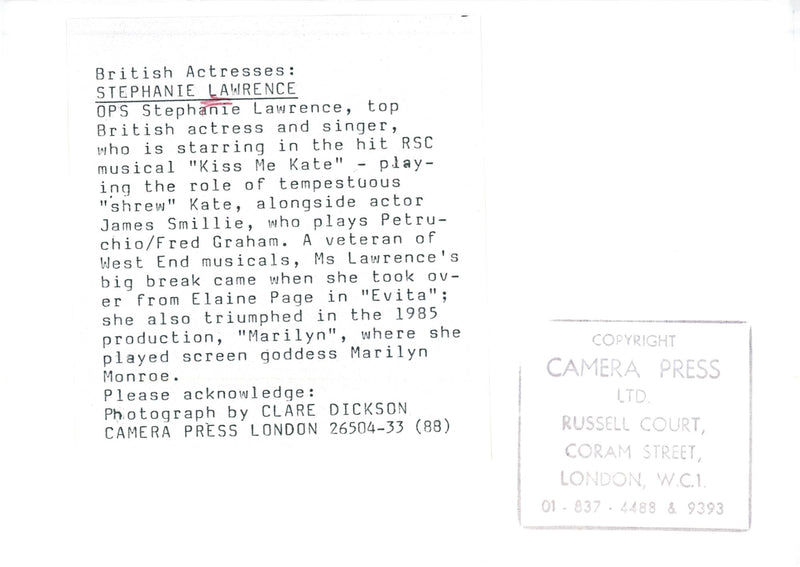 British Actresses:
STEPHANIE LAWRENCE
OPS Stephanie Lawrence, top
British actress and singer,
who is starring in the hit RSC
musical "Kiss Me Kate" - play-
ing the role of tempestuous
"shrew" Kate, alongside actor
James Smillie, who plays Petru-
chio/Fred Graham. A veteran of
West End musicals, Ms Lawrence's
big break came when she took ov-
er from Elaine Page in "Evita";
she also triumphed in the 1985
production, "Marilyn", where she
played screen goddess Marilyn
Monroe.
Please acknowledge:
Photograph by CLARE DICKSON
CAMERA PRESS LONDON 26504-33 (88)
COPYRIGHT
CAMERA PRESS
LTD.
RUSSELL COURT,
CORAM STREET,
LONDON, W.C.1.
01 - 837 - 4488 & 9393